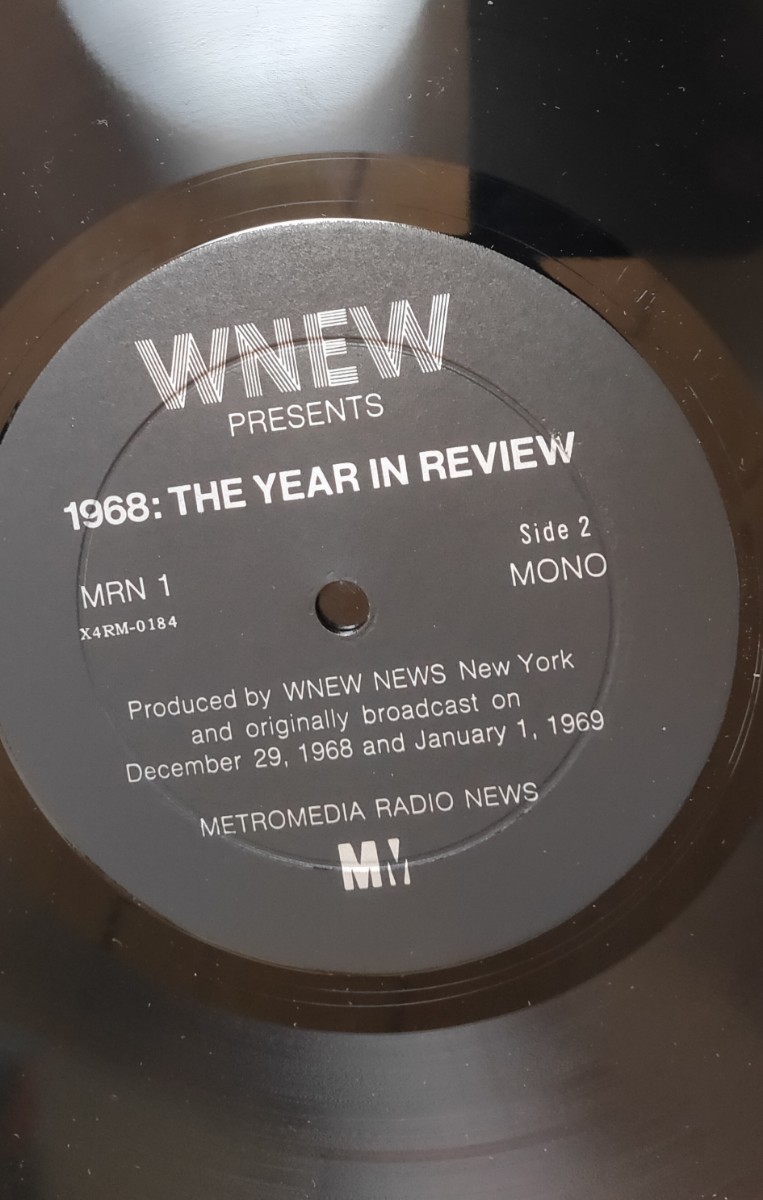 WNEW
PRESENTS
1968: THE YEAR IN REVIEW
Side 2
MRN 1
MONO
X4RM-0184
Produced by WNEW NEWS New York
and originally broadcast on
December 29, 1968 and January 1, 1969
METROMEDIA RADIO NEWS
MM